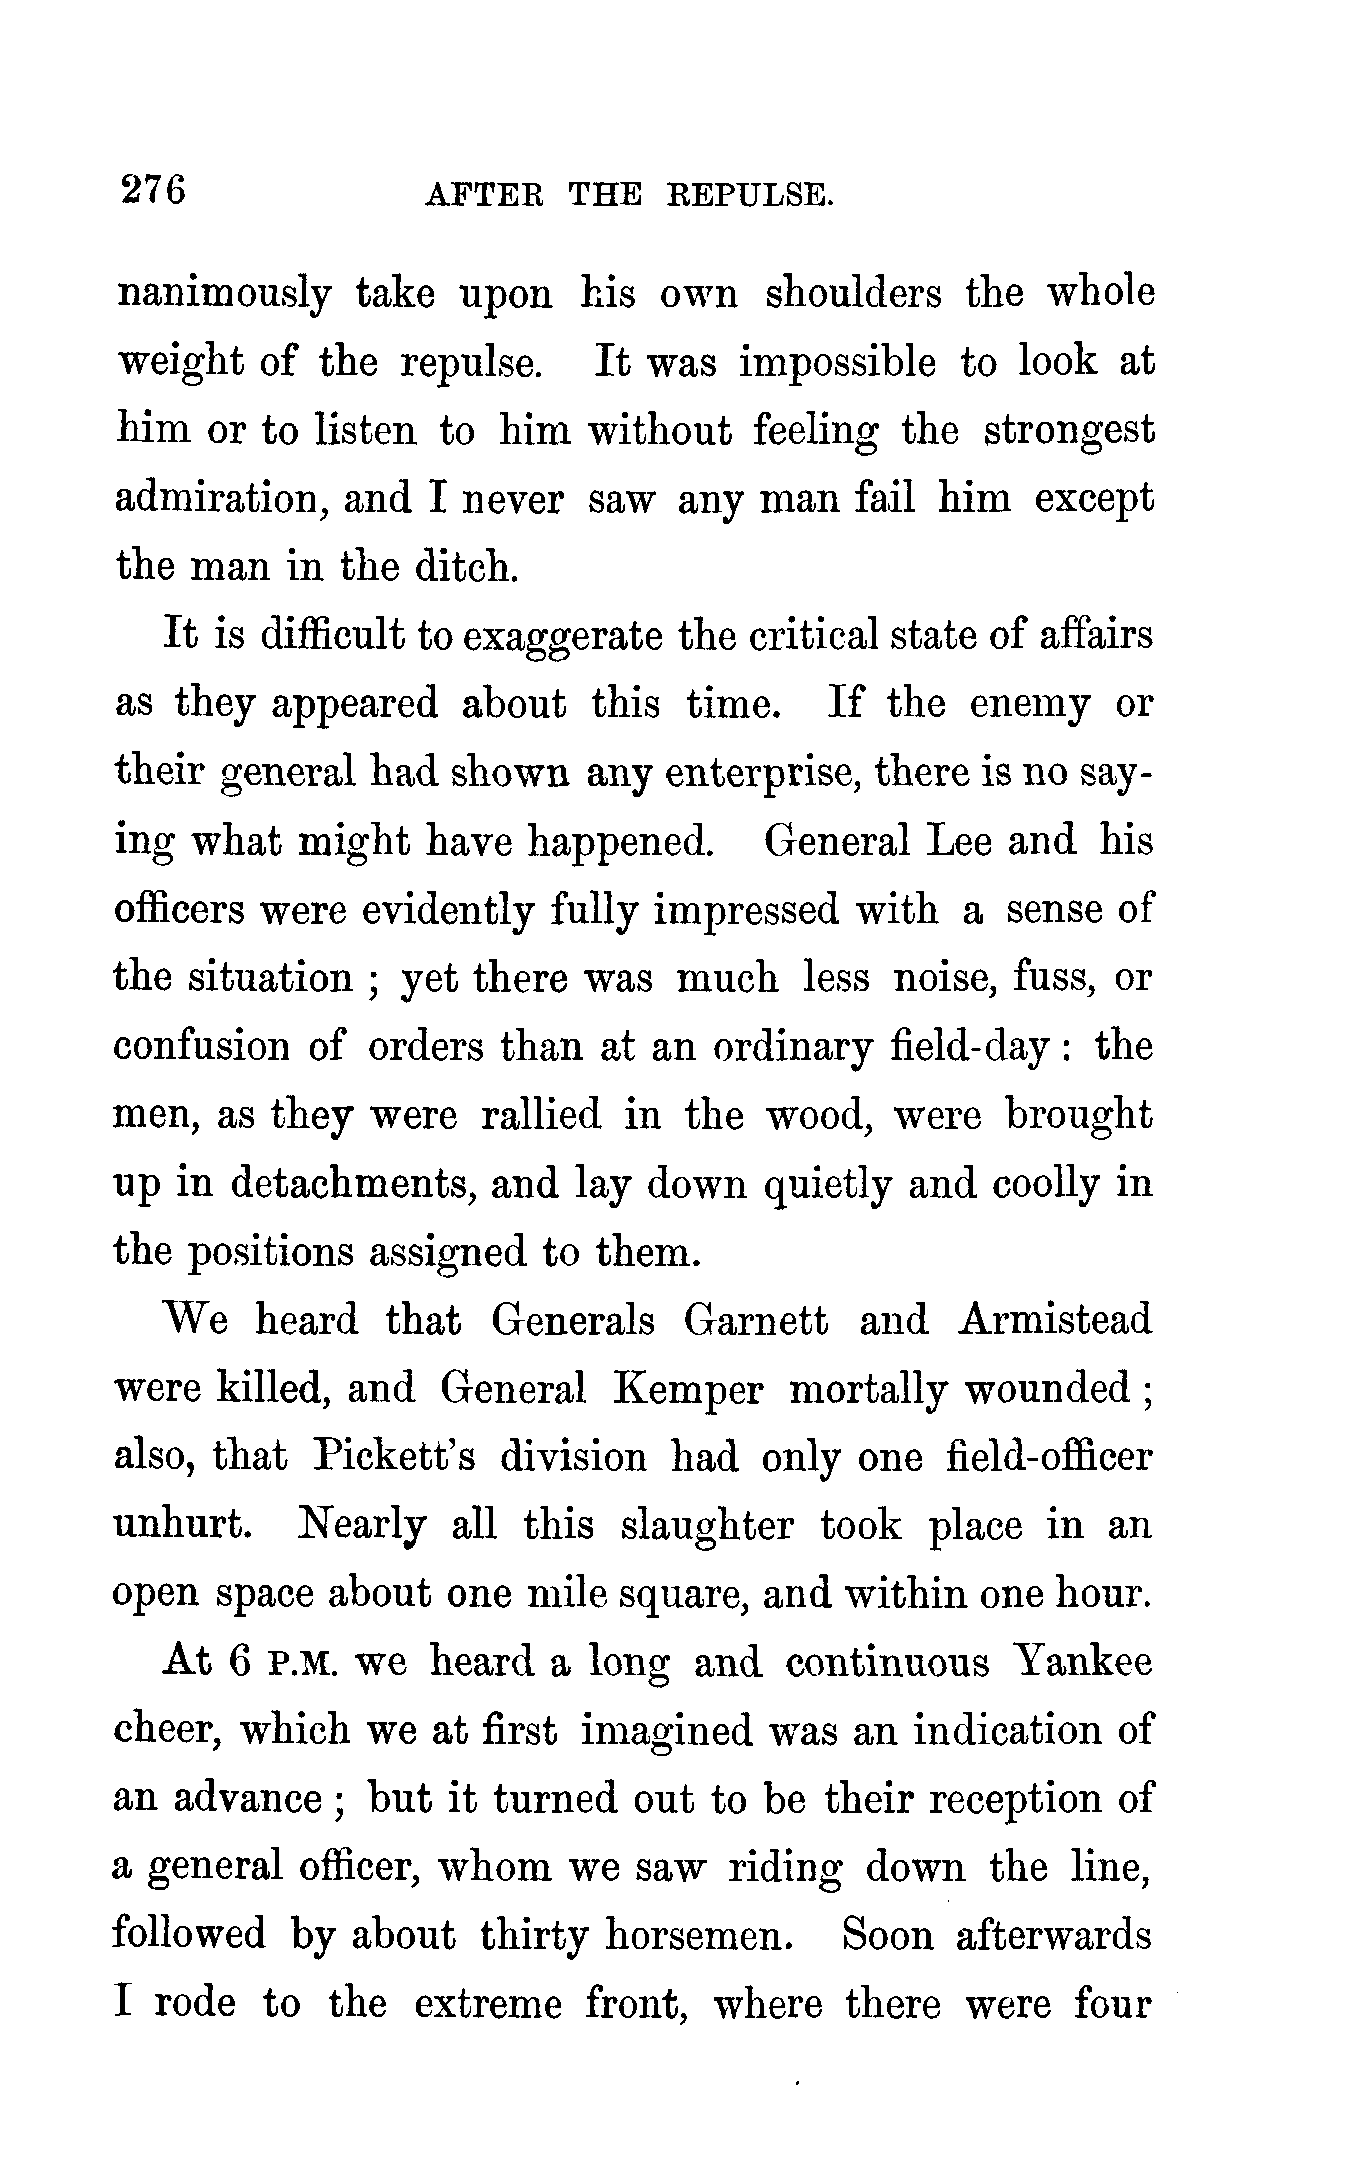 276 AFTER THE REPULSE.
nanimously take upon his own shoulders the whole
weight of the repulse. It was impossible to look at
him or to listen to him without feeling the strongest
admiration, and I never saw any man fail him except
the man in the ditch.
It is difficult to exaggerate the critical state of affairs
as they appeared about this time. If the enemy or
their general had shown any enterprise, there is no say-
ing what might have happened. General Lee and his
officers were evidently fully impressed with a sense of
the situation ; yet there was much less noise, fuss, or
confusion of orders than at an ordinary field-day : the
men, as they were rallied in the wood, were brought
up in detachments, and lay down quietly and coolly in
the positions assigned to them.
We heard that Generals Garnett and Armistead
were killed, and General Kemper mortally wounded ;
also, that Pickett's division had only one field-officer
unhurt. Nearly all this slaughter took place in an
open space about one mile square, and within one hour.
At 6 P.M. we heard a long and continuous Yankee
cheer, which we at first imagined was an indication of
an advance ; but it turned out to be their reception of
a general officer, whom we saw riding down the line,
followed by about thirty horsemen. Soon afterwards
I rode to the extreme front, where there were four